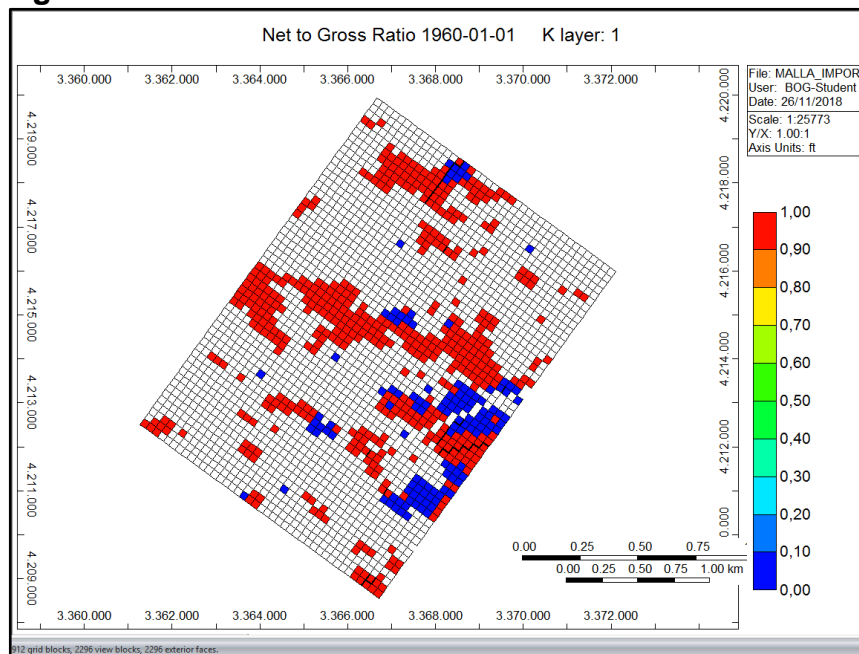 Net to Gross Ratio 1960-01-01 K layer: 1
3.360.000 3.362.000 3.364.000 3.366.000 3.368.000 3.370.000 3.372.000
File: MALLA_IMPOR
User: BOG-Student
Date: 26/11/2018
Scale: 1:25773
Y/X: 1.00:1
Axis Units: ft
4.219.000
4.217.000
4.215.000
4.213.000
4.211.000
4.209.000
4.220.000
4.218.000
4.216.000
4.214.000
4.212.000
1,00
0,90
0,80
0,70
0,60
0,50
0,40
0,30
0,20
0,10
0,00
0.00 0.25 0.50 0.75
0.00 0.25 0.50 0.75 1.00 km
3.360.000 3.362.000 3.364.000 3.366.000 3.368.000 3.370.000 3.372.000
912 grid blocks, 2296 view blocks, 2296 exterior faces.